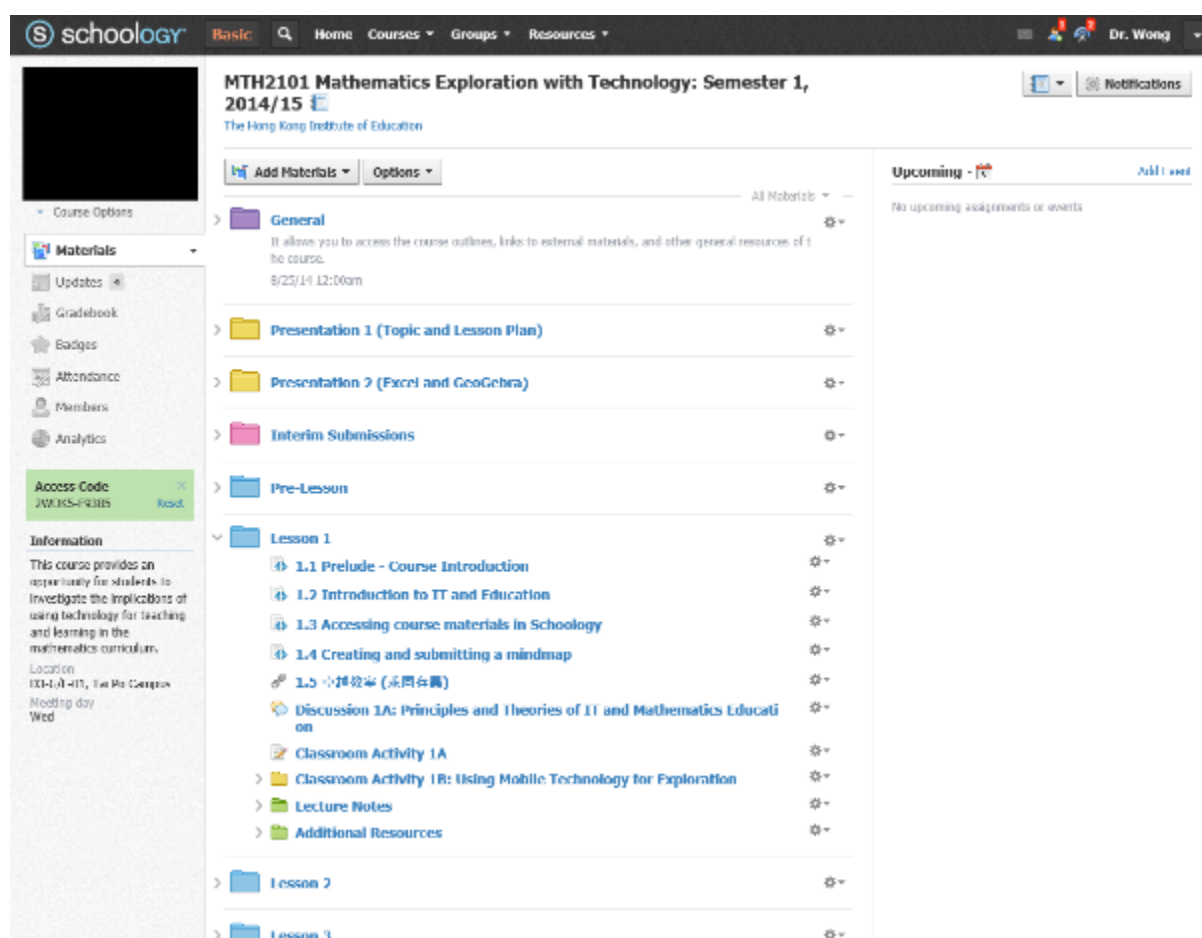 schoology Basic Home Courses Groups Resources Dr. Wong
MTH2101 Mathematics Exploration with Technology: Semester 1,
2014/15
The Hong Kong Institute of Education
Notifications
Add Materials Options
All Materials
Course Options
Materials
Updates 4
Gradebook
Badges
Attendance
Members
Analytics
Access Code
Reset
Information
This course provides an
opportunity for students to
investigate the implications of
using technology for teaching
and learning in the
mathematics curriculum.
Location
Tai Po Campus
Meeting day
Wed
General
It allows you to access the course outlines, links to external materials, and other general resources of t
he course.
8/25/14 12:00am
Presentation 1 (Topic and Lesson Plan)
Presentation 2 (Excel and GeoGebra)
Interim Submissions
Pre-Lesson
Lesson 1
1.1 Prelude - Course Introduction
1.2 Introduction to IT and Education
1.3 Accessing course materials in Schoology
1.4 Creating and submitting a mindmap
1.5
Discussion 1A: Principles and Theories of IT and Mathematics Educati
on
Classroom Activity 1A
Classroom Activity 1B: Using Mobile Technology for Exploration
Lecture Notes
Additional Resources
Lesson 2
Lesson 3
Upcoming - Add Event
No upcoming assignments or events